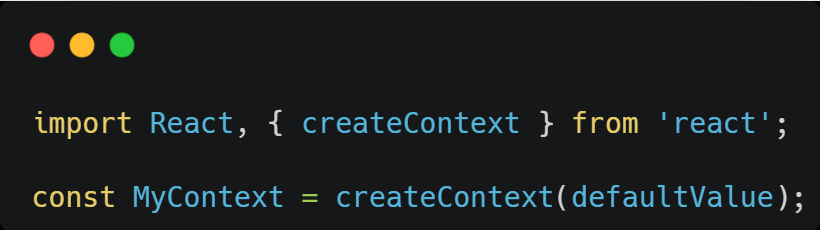 import React, { createContext } from 'react';
const MyContext = createContext(defaultValue);